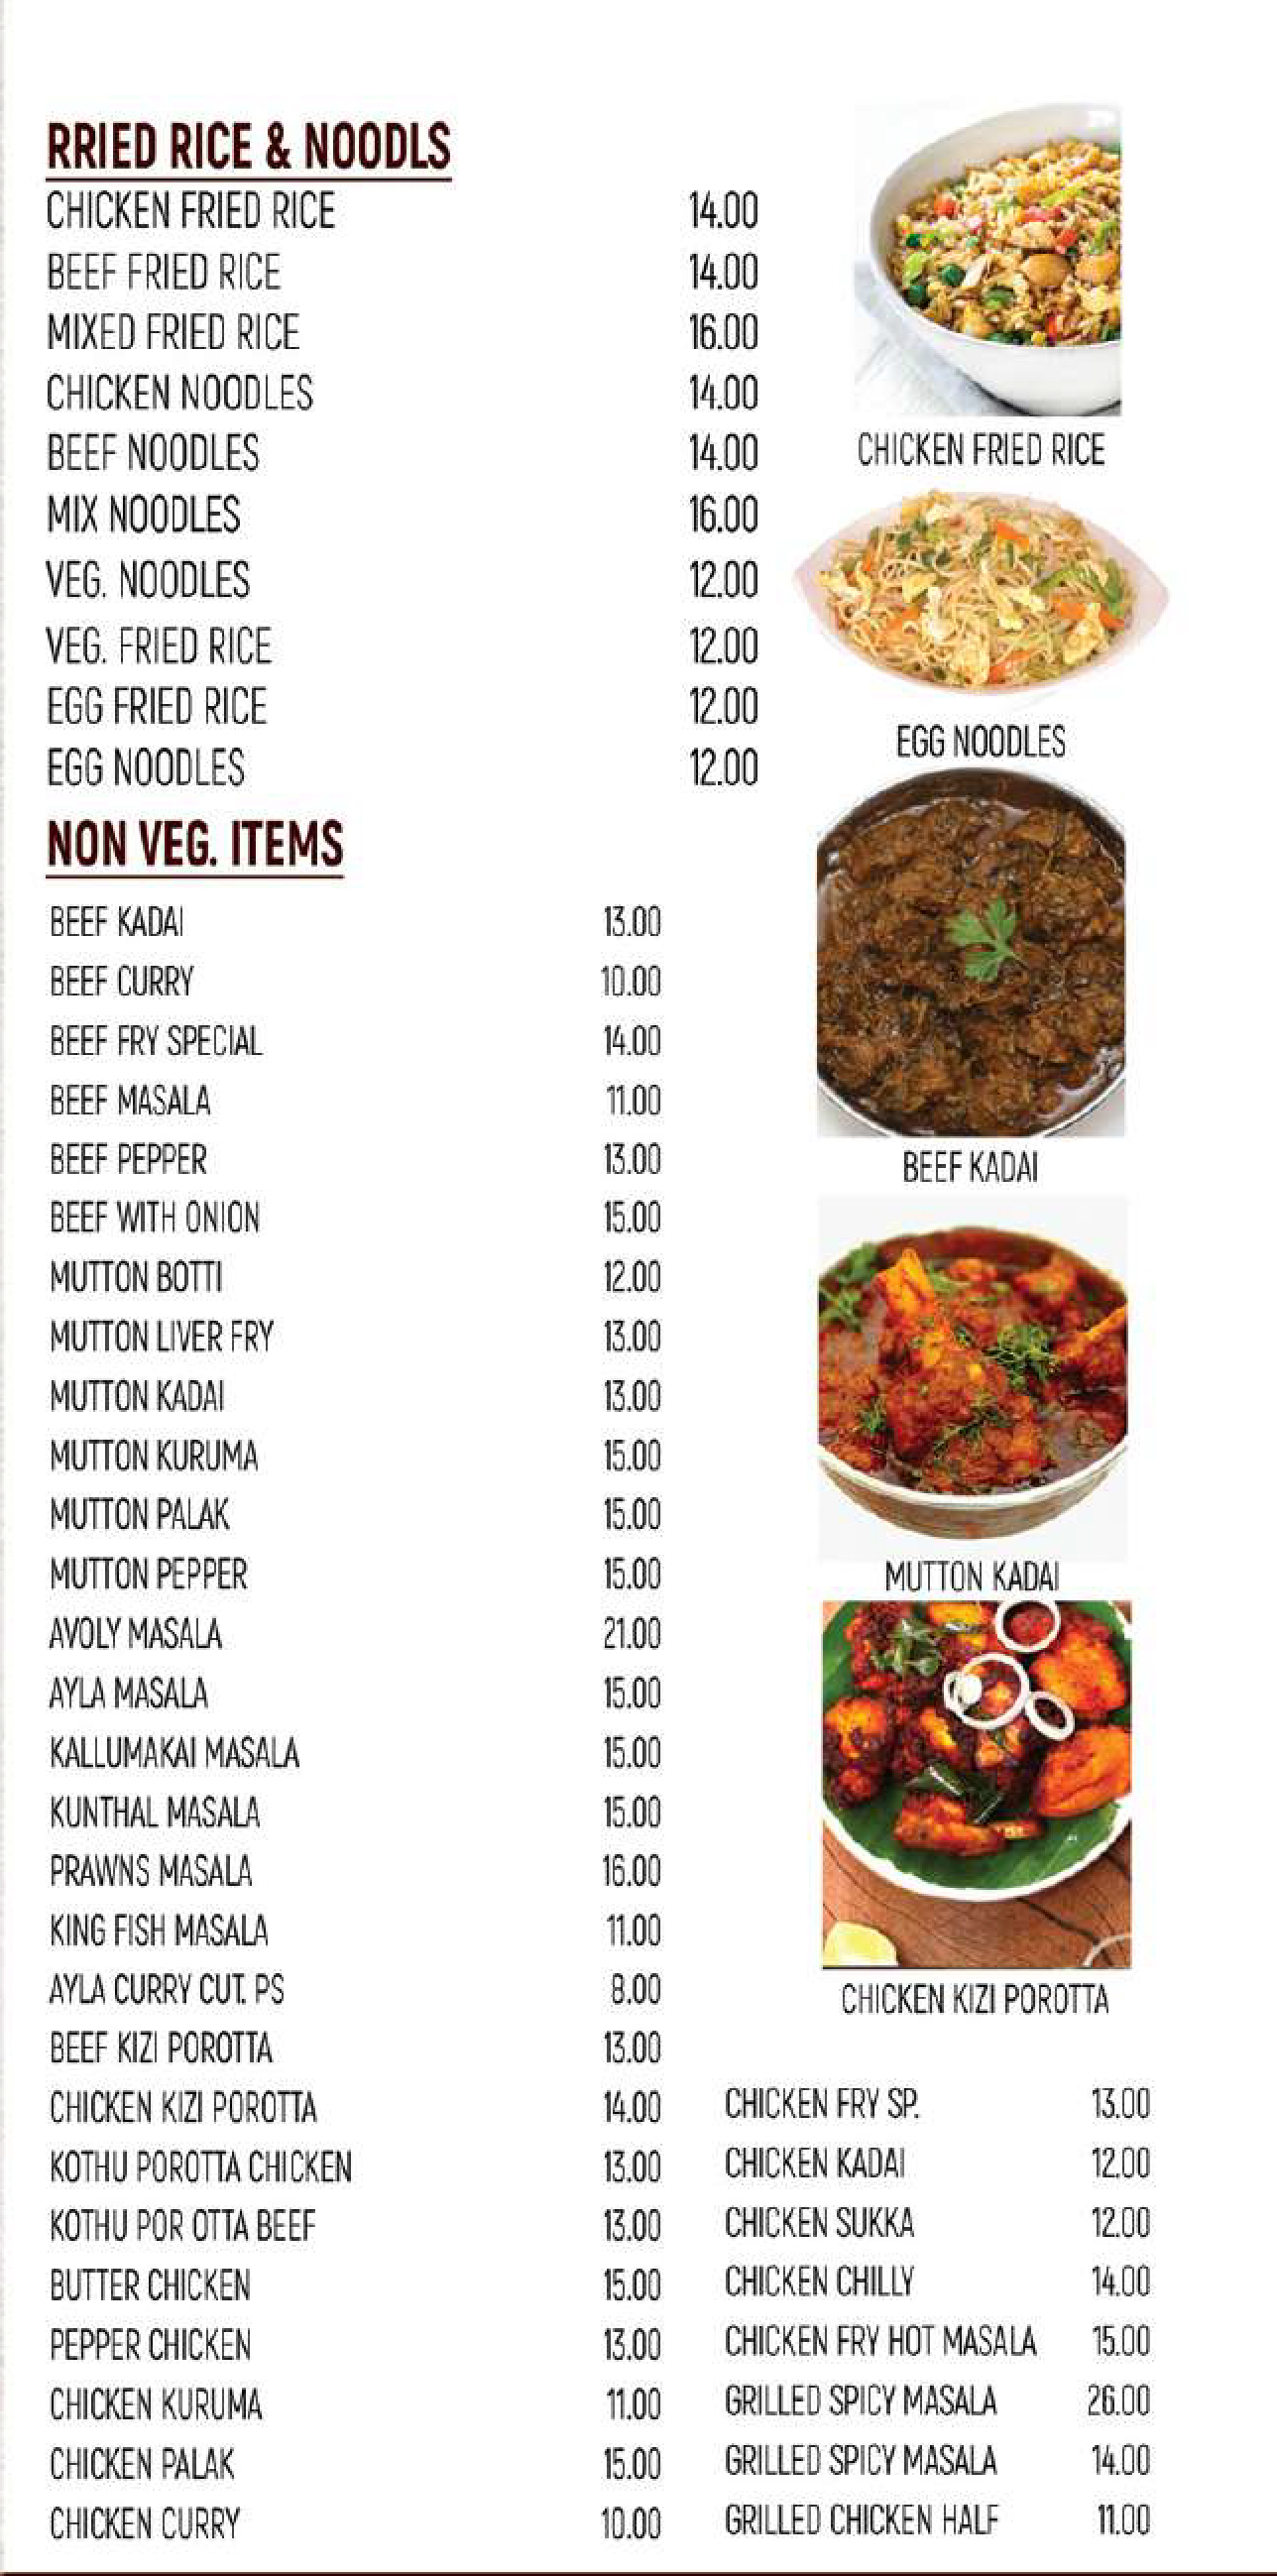 RRIED RICE & NOODLS
CHICKEN FRIED RICE 14.00
BEEF FRIED RICE 14.00
MIXED FRIED RICE 16.00
CHICKEN NOODLES 14.00
BEEF NOODLES 14.00
MIX NOODLES 16.00
VEG. NOODLES 12.00
VEG. FRIED RICE 12.00
EGG FRIED RICE 12.00
EGG NOODLES 12.00
CHICKEN FRIED RICE
EGG NOODLES
NON VEG. ITEMS
BEEF KADAI 13.00
BEEF CURRY 10.00
BEEF FRY SPECIAL 14.00
BEEF MASALA 11.00
BEEF PEPPER 13.00
BEEF WITH ONION 15.00
MUTTON BOTTI 12.00
MUTTON LIVER FRY 13.00
MUTTON KADAI 13.00
MUTTON KURUMA 15.00
MUTTON PALAK 15.00
MUTTON PEPPER 15.00
AVOLY MASALA 21.00
AYLA MASALA 15.00
KALLUMAKAI MASALA 15.00
KUNTHAL MASALA 15.00
PRAWNS MASALA 16.00
KING FISH MASALA 11.00
AYLA CURRY CUT. PS 8.00
BEEF KIZI POROTTA 13.00
CHICKEN KIZI POROTTA 14.00
KOTHU POROTTA CHICKEN 13.00
KOTHU POR OTTA BEEF 13.00
BUTTER CHICKEN 15.00
PEPPER CHICKEN 13.00
CHICKEN KURUMA 11.00
CHICKEN PALAK 15.00
CHICKEN CURRY 10.00
BEEF KADAI
MUTTON KADAI
CHICKEN KIZI POROTTA
CHICKEN FRY SP. 13.00
CHICKEN KADAI 12.00
CHICKEN SUKKA 12.00
CHICKEN CHILLY 14.00
CHICKEN FRY HOT MASALA 15.00
GRILLED SPICY MASALA 26.00
GRILLED SPICY MASALA 14.00
GRILLED CHICKEN HALF 11.00